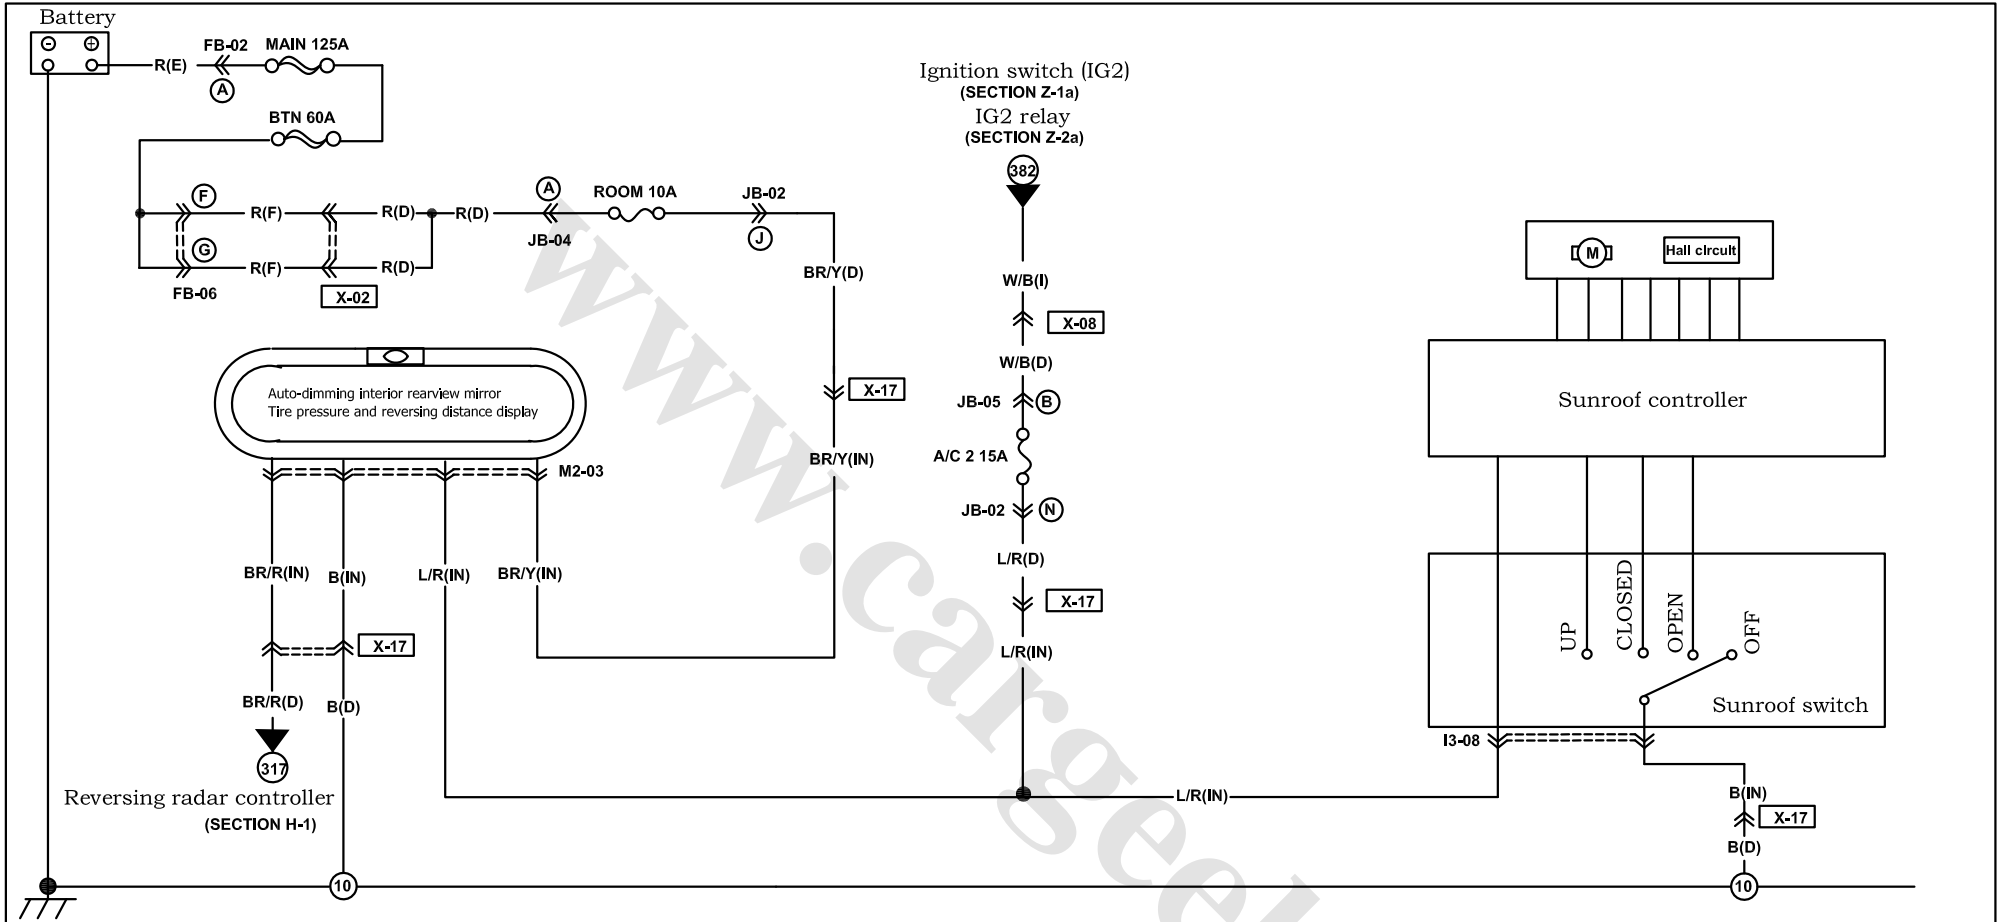 Battery
FB-02
MAIN 125A
R(E)
A
BTN 60A
F
R(F)
R(D)
R(D)
A
JB-04
ROOM 10A
JB-02
J
G
R(F)
R(D)
FB-06
X-02
BR/Y(D)
X-17
BR/Y(IN)
Auto-dimming interior rearview mirror
Tire pressure and reversing distance display
M2-03
BR/R(IN)
B(IN)
L/R(IN)
BR/Y(IN)
X-17
BR/R(D)
B(D)
317
Reversing radar controller
(SECTION H-1)
10
Ignition switch (IG2)
(SECTION Z-1a)
IG2 relay
(SECTION Z-2a)
382
W/B(I)
X-08
W/B(D)
JB-05
B
A/C 2 15A
JB-02
N
L/R(D)
X-17
L/R(IN)
L/R(IN)
M
Hall cIrcuit
Sunroof controller
UP
CLOSED
OPEN
OFF
Sunroof switch
I3-08
B(IN)
X-17
B(D)
10
www.cargeek